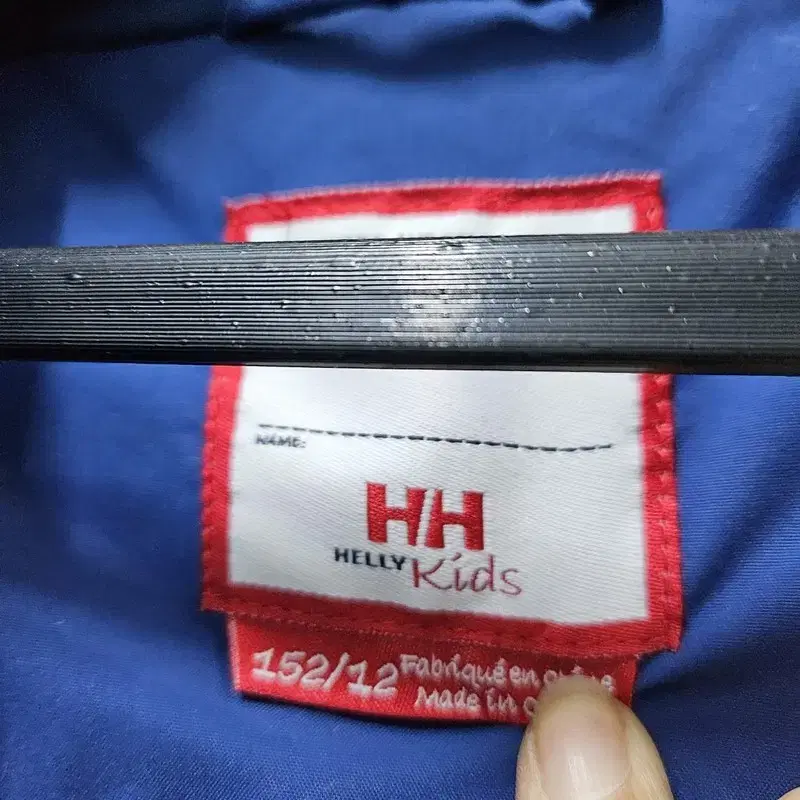 NAME:
HH
HELLY Kids
152/12 Fabriqué en
Made in